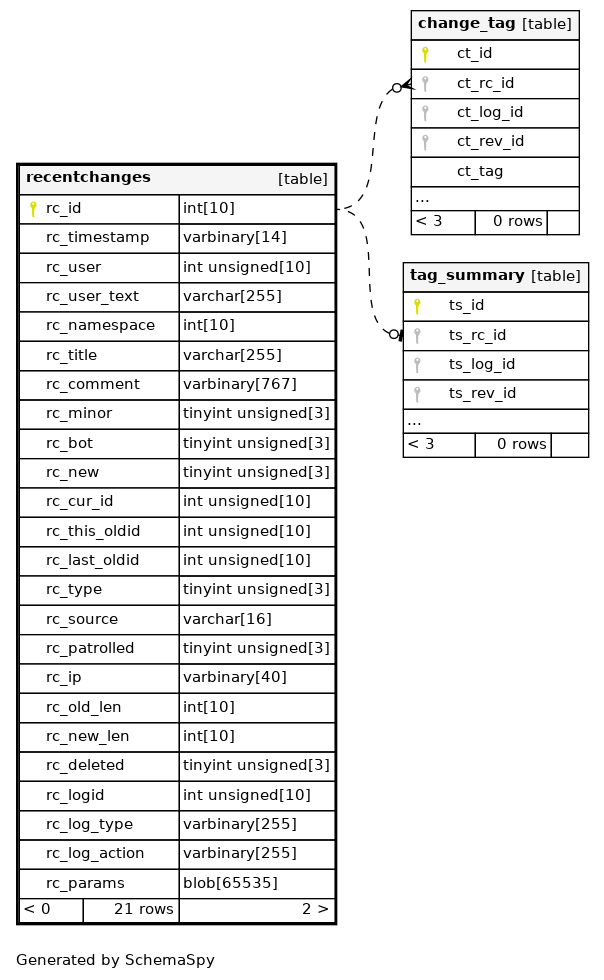 change_tag [table]
ct_id
ct_rc_id
ct_log_id
ct_rev_id
ct_tag
...
< 3 0 rows
recentchanges [table]
rc_id int[10]
rc_timestamp varbinary[14]
rc_user int unsigned[10]
rc_user_text varchar[255]
rc_namespace int[10]
rc_title varchar[255]
rc_comment varbinary[767]
rc_minor tinyint unsigned[3]
rc_bot tinyint unsigned[3]
rc_new tinyint unsigned[3]
rc_cur_id int unsigned[10]
rc_this_oldid int unsigned[10]
rc_last_oldid int unsigned[10]
rc_type tinyint unsigned[3]
rc_source varchar[16]
rc_patrolled tinyint unsigned[3]
rc_ip varbinary[40]
rc_old_len int[10]
rc_new_len int[10]
rc_deleted tinyint unsigned[3]
rc_logid int unsigned[10]
rc_log_type varbinary[255]
rc_log_action varbinary[255]
rc_params blob[65535]
< 0 21 rows 2 >
tag_summary [table]
ts_id
ts_rc_id
ts_log_id
ts_rev_id
...
< 3 0 rows
Generated by SchemaSpy